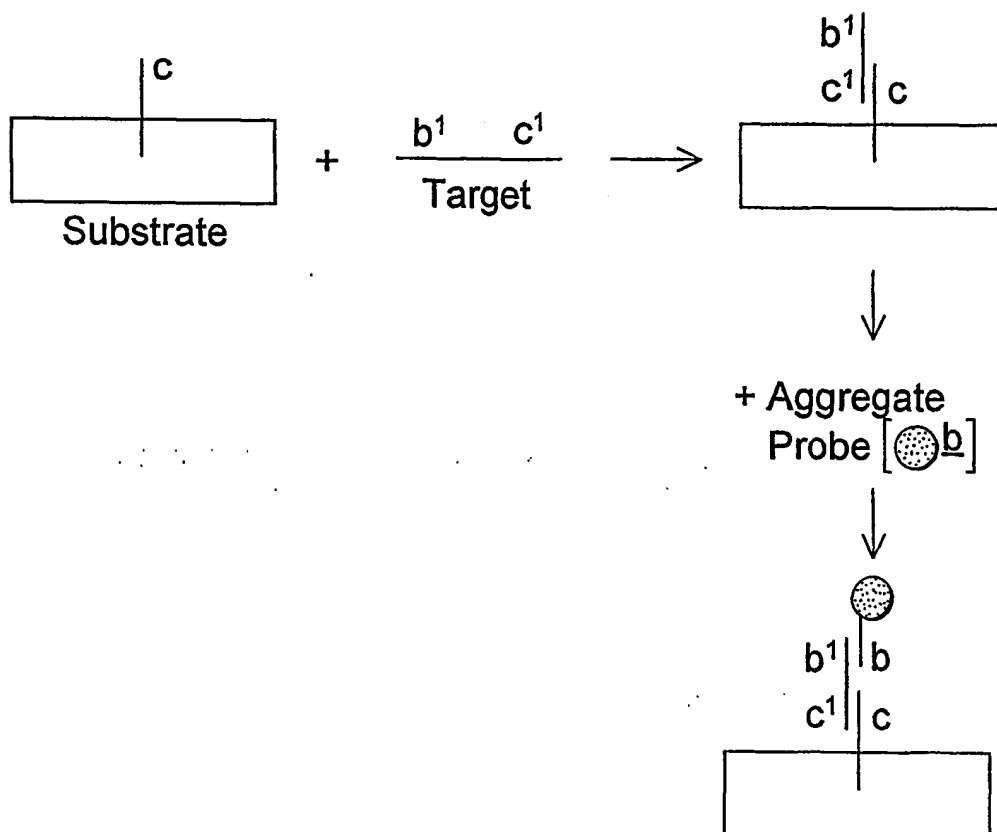 c
Substrate
+
b¹ c¹
Target
b¹
c¹ c
+ Aggregate
Probe [b]
b¹ b
c¹ c